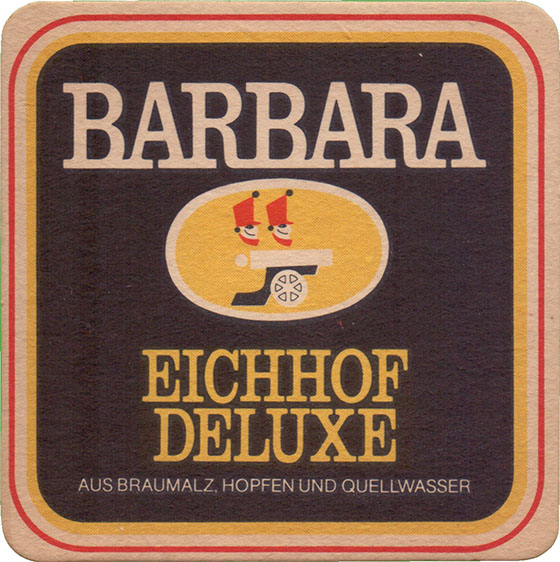 BARBARA
EICHHOF
DELUXE
AUS BRAUMALZ, HOPFEN UND QUELLWASSER